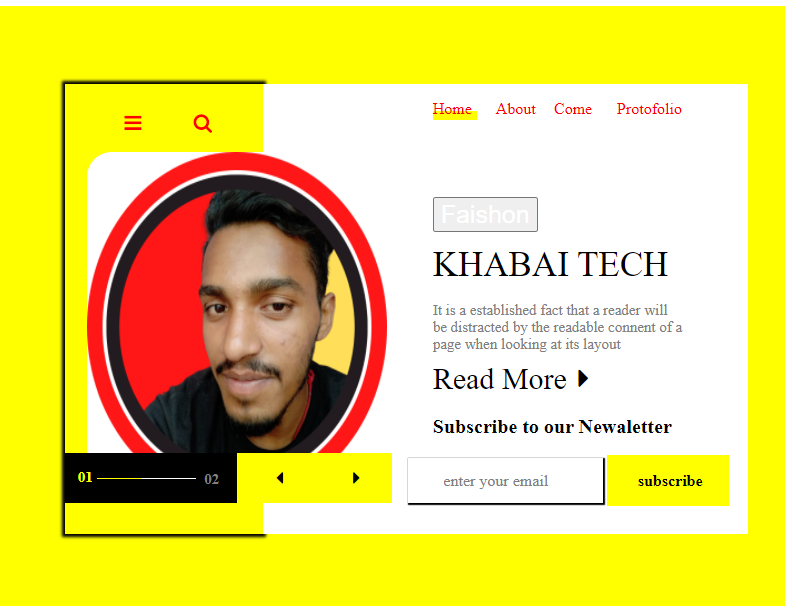 Home About Come Protofolio
Faishon
KHABAI TECH
It is a established fact that a reader will
be distracted by the readable connent of a
page when looking at its layout
Read More
Subscribe to our Newaletter
01 02
enter your email subscribe